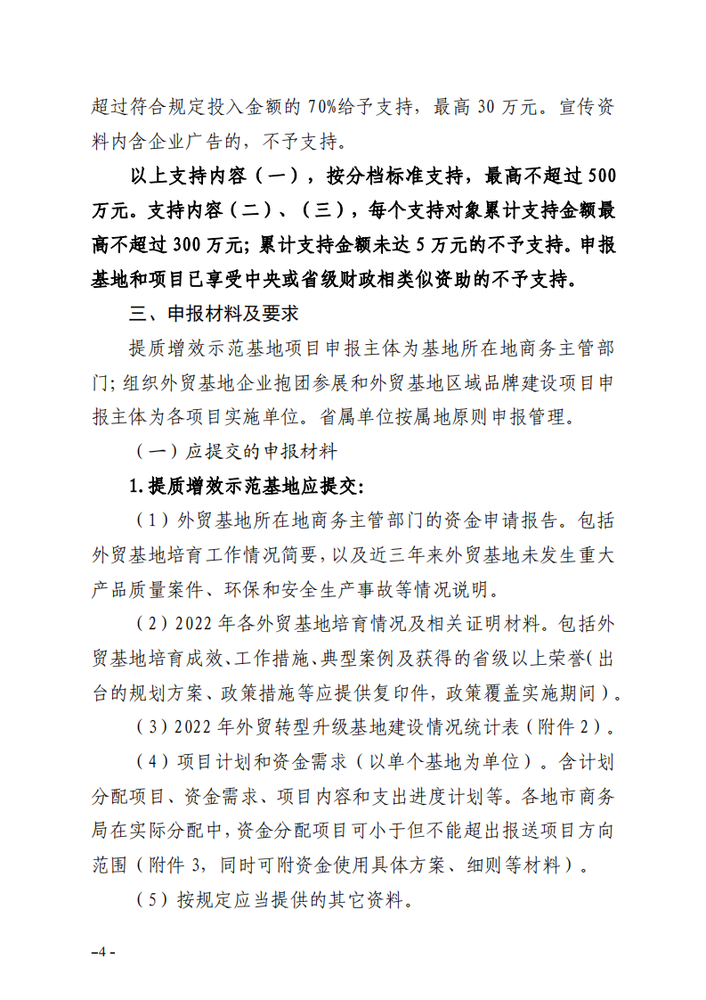 超过符合规定投入金额的 70%给予支持，最高 30 万元。宣传资
料内含企业广告的，不予支持。
以上支持内容（一），按分档标准支持，最高不超过 500
万元。支持内容（二）、（三），每个支持对象累计支持金额最
高不超过 300 万元；累计支持金额未达 5 万元的不予支持。申报
基地和项目已享受中央或省级财政相类似资助的不予支持。
三、申报材料及要求
提质增效示范基地项目申报主体为基地所在地商务主管部
门；组织外贸基地企业抱团参展和外贸基地区域品牌建设项目申
报主体为各项目实施单位。省属单位按属地原则申报管理。
（一）应提交的申报材料
1.提质增效示范基地应提交：
（1）外贸基地所在地商务主管部门的资金申请报告。包括
外贸基地培育工作情况简要，以及近三年来外贸基地未发生重大
产品质量案件、环保和安全生产事故等情况说明。
（2）2022 年各外贸基地培育情况及相关证明材料。包括外
贸基地培育成效、工作措施、典型案例及获得的省级以上荣誉（出
台的规划方案、政策措施等应提供复印件，政策覆盖实施期间）。
（3）2022 年外贸转型升级基地建设情况统计表（附件 2）。
（4）项目计划和资金需求（以单个基地为单位）。含计划
分配项目、资金需求、项目内容和支出进度计划等。各地市商务
局在实际分配中，资金分配项目可小于但不能超出报送项目方向
范围（附件 3，同时可附资金使用具体方案、细则等材料）。
（5）按规定应当提供的其它资料。
-4 -